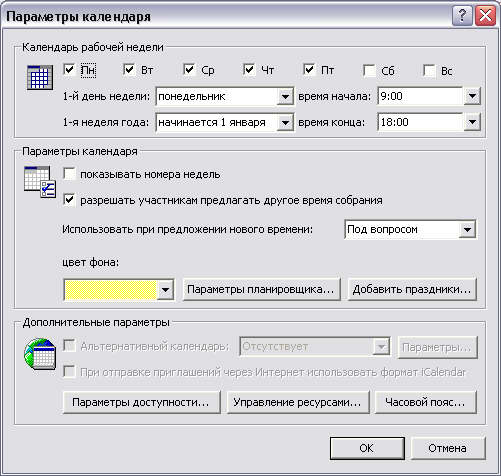 Параметры календаря
Календарь рабочей недели
Пн Вт Ср Чт Пт Сб Вс
1-й день недели: понедельник время начала: 9:00
1-я неделя года: начинается 1 января время конца: 18:00
Параметры календаря
показывать номера недель
разрешать участникам предлагать другое время собрания
Использовать при предложении нового времени: Под вопросом
цвет фона:
Параметры планировщика... Добавить праздники...
Дополнительные параметры
Альтернативный календарь: Отсутствует Параметры...
При отправке приглашений через Интернет использовать формат iCalendar
Параметры доступности... Управление ресурсами... Часовой пояс...
ОК Отмена